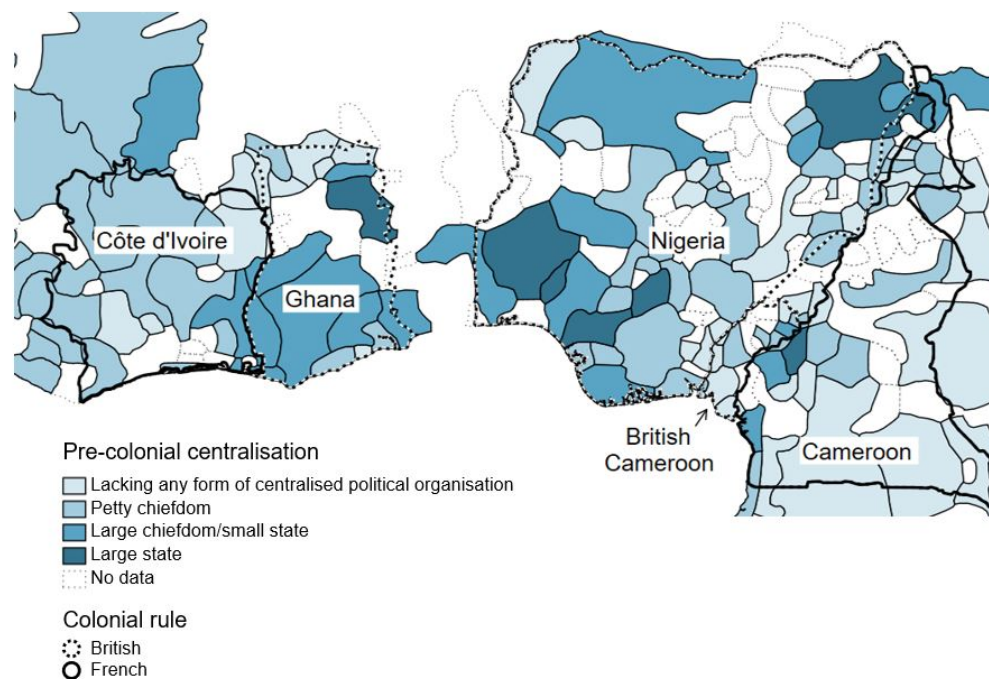 Côte d'Ivoire
Ghana
Nigeria
British
Cameroon
Cameroon
Pre-colonial centralisation
Lacking any form of centralised political organisation
Petty chiefdom
Large chiefdom/small state
Large state
No data
Colonial rule
British
French